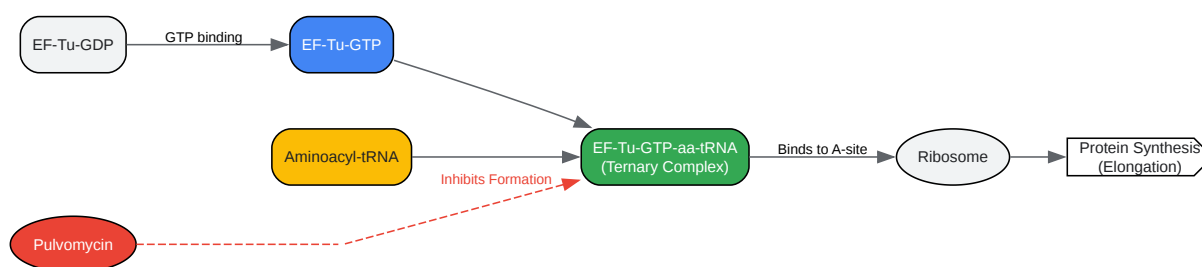 EF-Tu-GDP
GTP binding
EF-Tu-GTP
Aminoacyl-tRNA
EF-Tu-GTP-aa-tRNA
(Ternary Complex)
Binds to A-site
Ribosome
Protein Synthesis
(Elongation)
Inhibits Formation
Pulvomycin